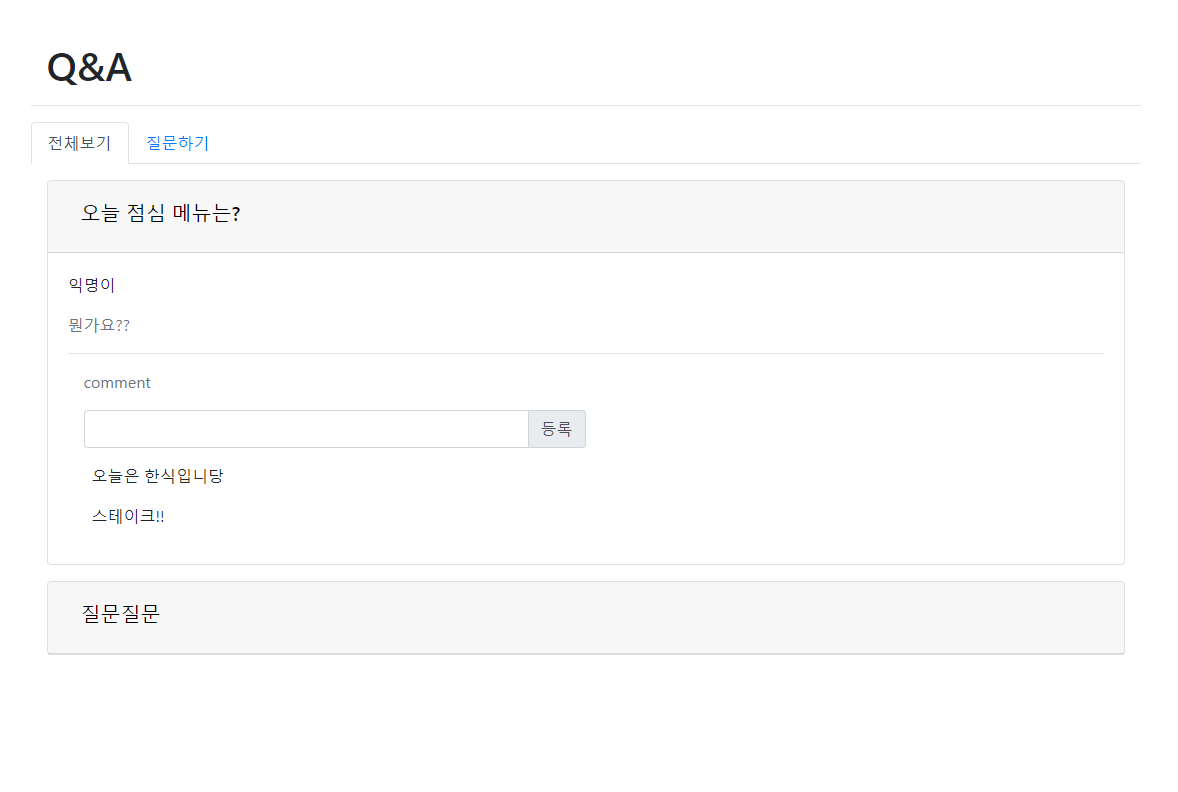 Q&A
전체보기 질문하기
오늘 점심 메뉴는?
익명이
뭔가요??
comment
등록
오늘은 한식입니당
스테이크!!
질문질문